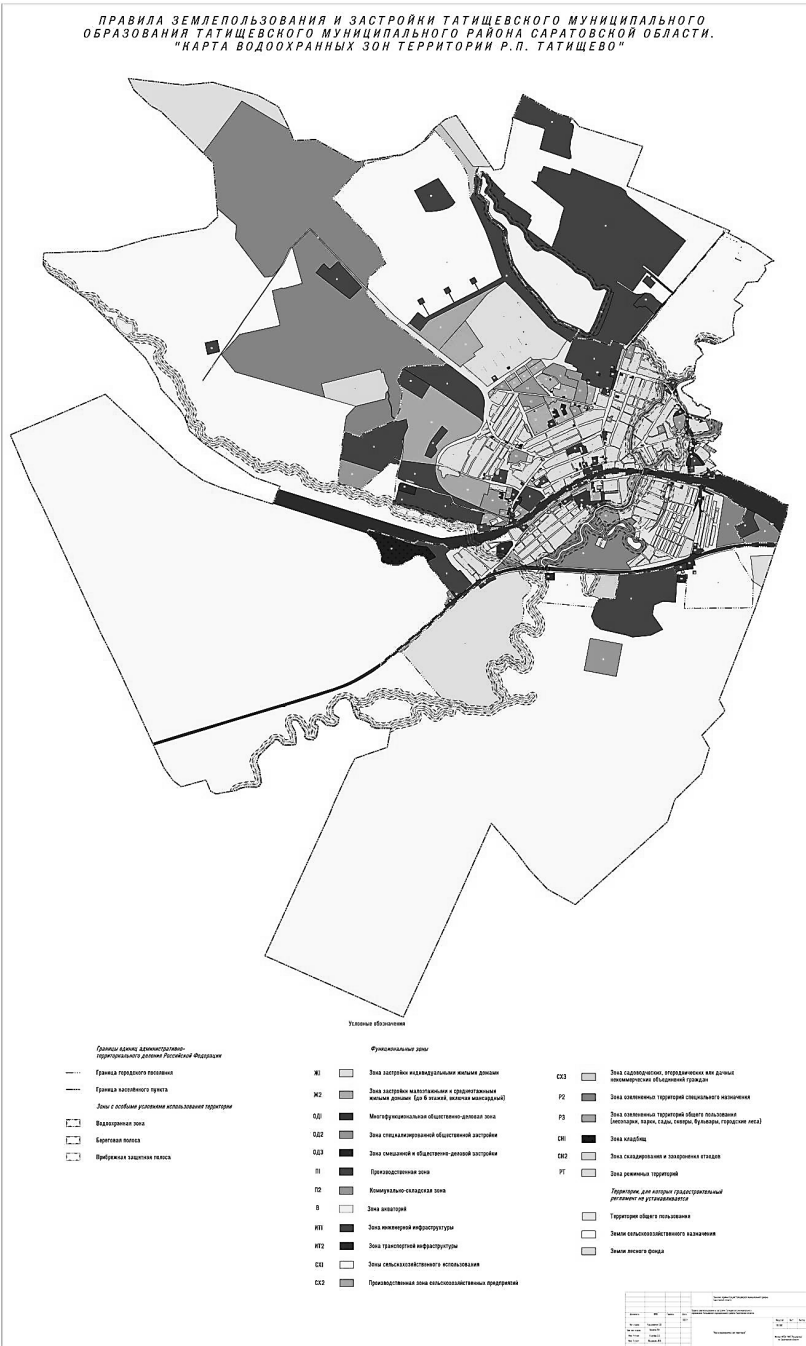 ПРАВИЛА ЗЕМЛЕПОЛЬЗОВАНИЯ И ЗАСТРОЙКИ ТАТИЩЕВСКОГО МУНИЦИПАЛЬНОГО
ОБРАЗОВАНИЯ ТАТИЩЕВСКОГО МУНИЦИПАЛЬНОГО РАЙОНА САРАТОВСКОЙ ОБЛАСТИ.
"КАРТА ВОДООХРАННЫХ ЗОН ТЕРРИТОРИИ Р.П. ТАТИЩЕВО"
Условные обозначения
Границы единиц административно-
территориального деления Российской Федерации
Граница городского поселения
Граница населённого пункта
Зоны с особыми условиями использования территории
Водоохранная зона
Береговая полоса
Прибрежная защитная полоса
Функциональные зоны
Ж1 Зона застройки индивидуальными жилыми домами
Ж2 Зона застройки малоэтажными и среднеэтажными
жилыми домами (до 6 этажей, включая мансардный)
ОД1 Многофункциональная общественно-деловая зона
ОД2 Зона специализированной общественной застройки
ОД3 Зона смешанной и общественно-деловой застройки
П1 Производственная зона
П2 Коммунально-складская зона
В Зона акваторий
ИТ1 Зона инженерной инфраструктуры
ИТ2 Зона транспортной инфраструктуры
СХ1 Зоны сельскохозяйственного использования
СХ2 Производственная зона сельскохозяйственных предприятий
СХ3 Зона садоводческих, огороднических или дачных
некоммерческих объединений граждан
Р2 Зона озелененных территорий специального назначения
Р3 Зона озелененных территорий общего пользования
(лесопарки, парки, сады, скверы, бульвары, городские леса)
СН1 Зона кладбищ
СН2 Зона складирования и захоронения отходов
РТ Зона режимных территорий
Территории, для которых градостроительный
регламент не устанавливается
Территория общего пользования
Земли сельскохозяйственного назначения
Земли лесного фонда